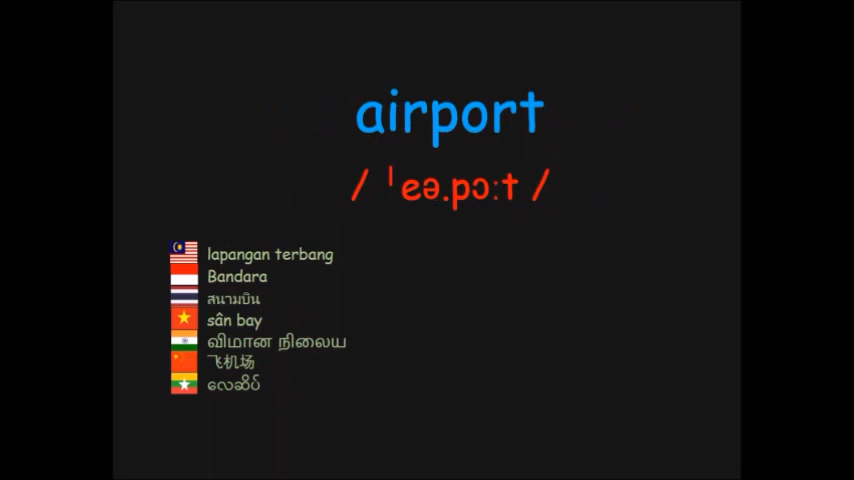 airport
/ ˈeə.pɔːt /
lapangan terbang
Bandara
สนามบิน
sân bay
விமான நிலைய
飞机场
လေဆိပ်